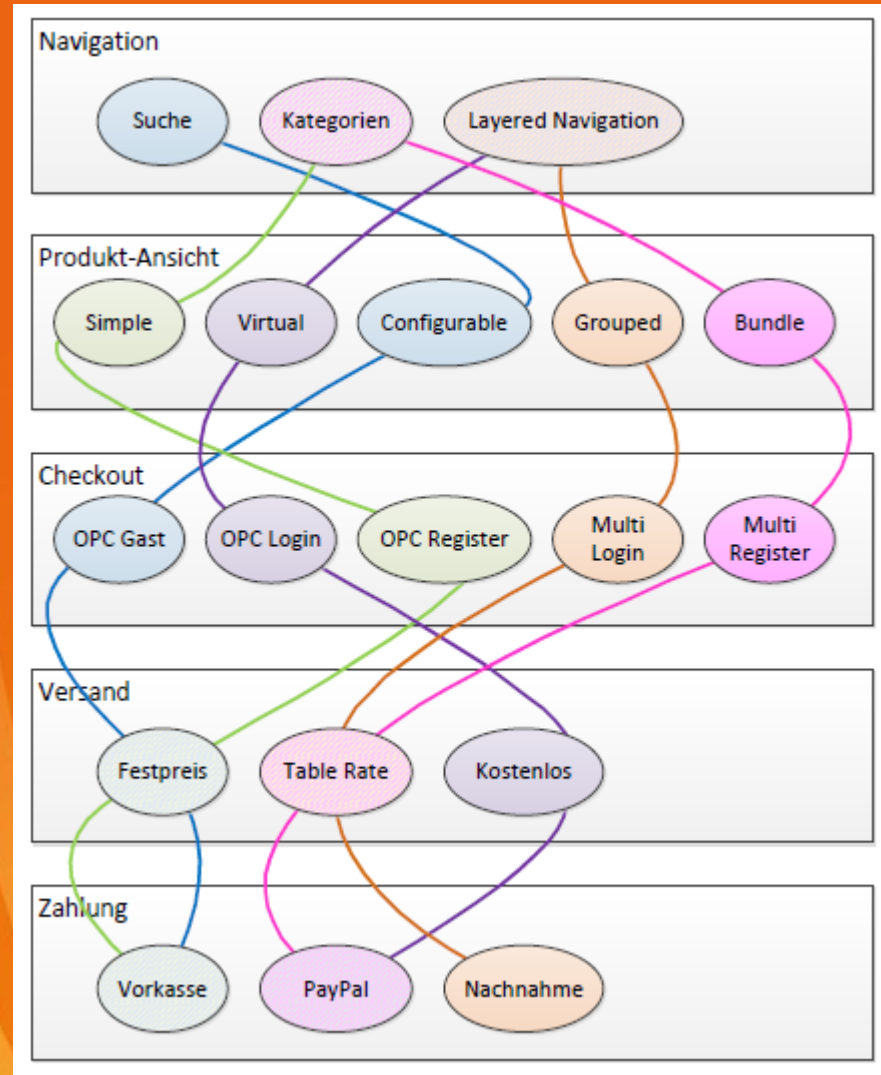 Navigation
Suche
Kategorien
Layered Navigation
Produkt-Ansicht
Simple
Virtual
Configurable
Grouped
Bundle
Checkout
OPC Gast
OPC Login
OPC Register
Multi
Login
Multi
Register
Versand
Festpreis
Table Rate
Kostenlos
Zahlung
Vorkasse
PayPal
Nachnahme